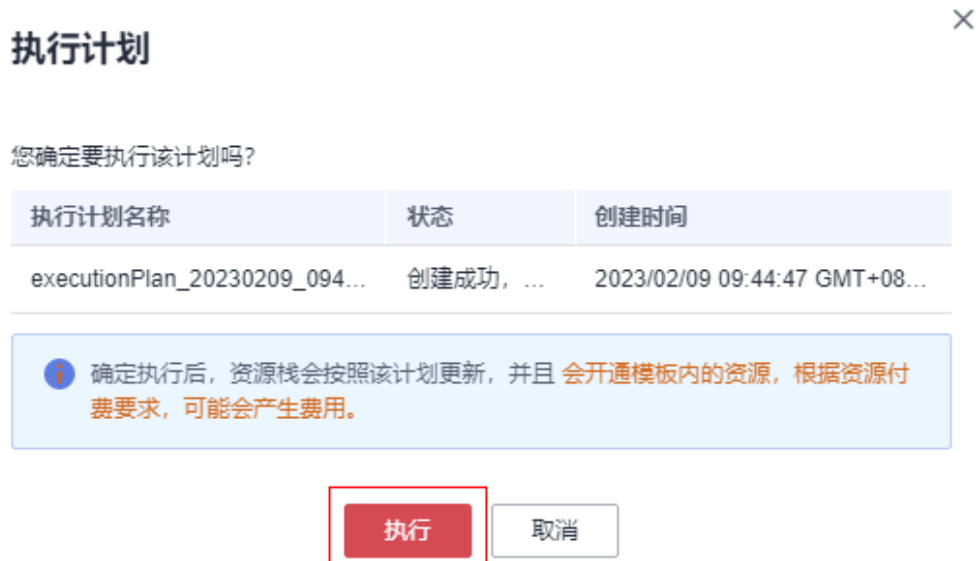 执行计划
您确定要执行该计划吗？
执行计划名称 状态 创建时间
executionPlan_20230209_094... 创建成功，... 2023/02/09 09:44:47 GMT+08...
确定执行后，资源栈会按照该计划更新，并且 会开通模板内的资源，根据资源付
费要求，可能会产生费用。
执行 取消